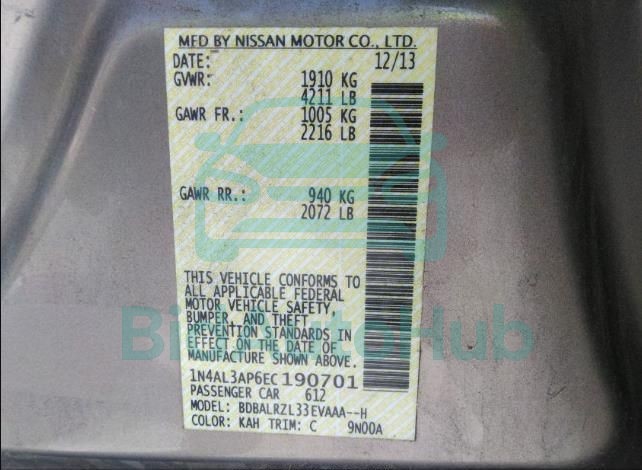 MFD BY NISSAN MOTOR CO., LTD.
DATE: 12/13
GVWR: 1910 KG
4211 LB
GAWR FR.: 1005 KG
2216 LB
GAWR RR.: 940 KG
2072 LB
THIS VEHICLE CONFORMS TO
ALL APPLICABLE FEDERAL
MOTOR VEHICLE SAFETY,
BUMPER, AND THEFT
PREVENTION STANDARDS IN
EFFECT ON THE DATE OF
MANUFACTURE SHOWN ABOVE.
1N4AL3AP6EC190701
PASSENGER CAR 612
MODEL: BDBALRZL33EVAAA--H
COLOR: KAH TRIM: C 9N00A